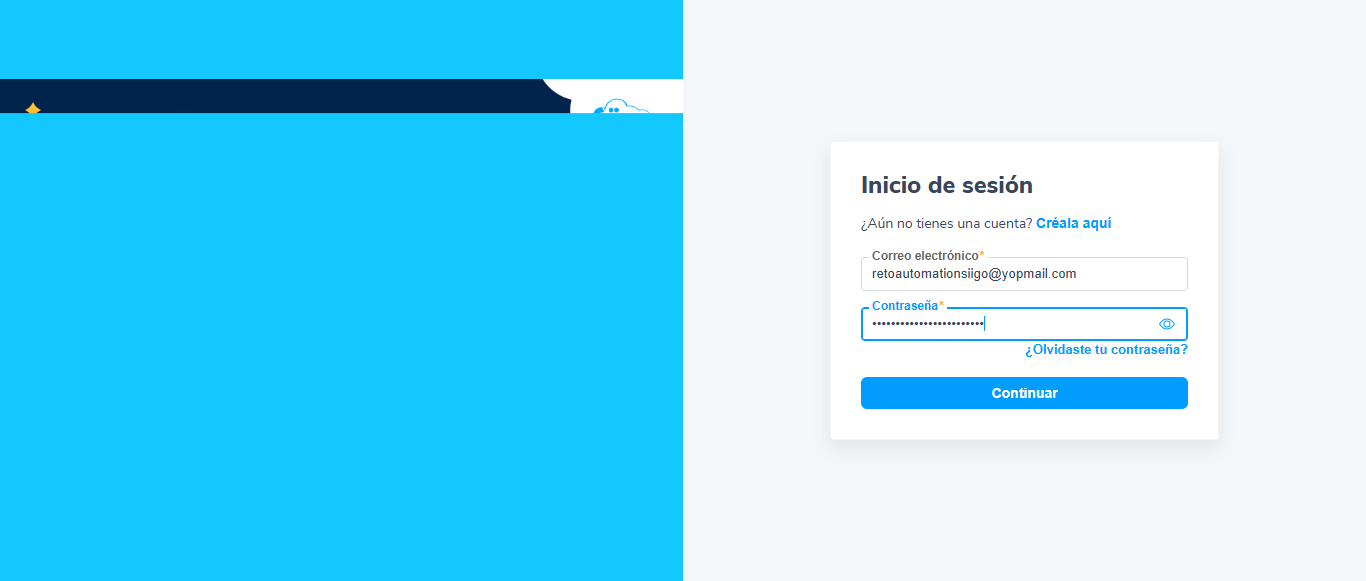 Inicio de sesión
¿Aún no tienes una cuenta? Créala aquí
Correo electrónico*
retoautomationsiigo@yopmail.com
Contraseña*
••••••••••••••••••••••••
¿Olvidaste tu contraseña?
Continuar